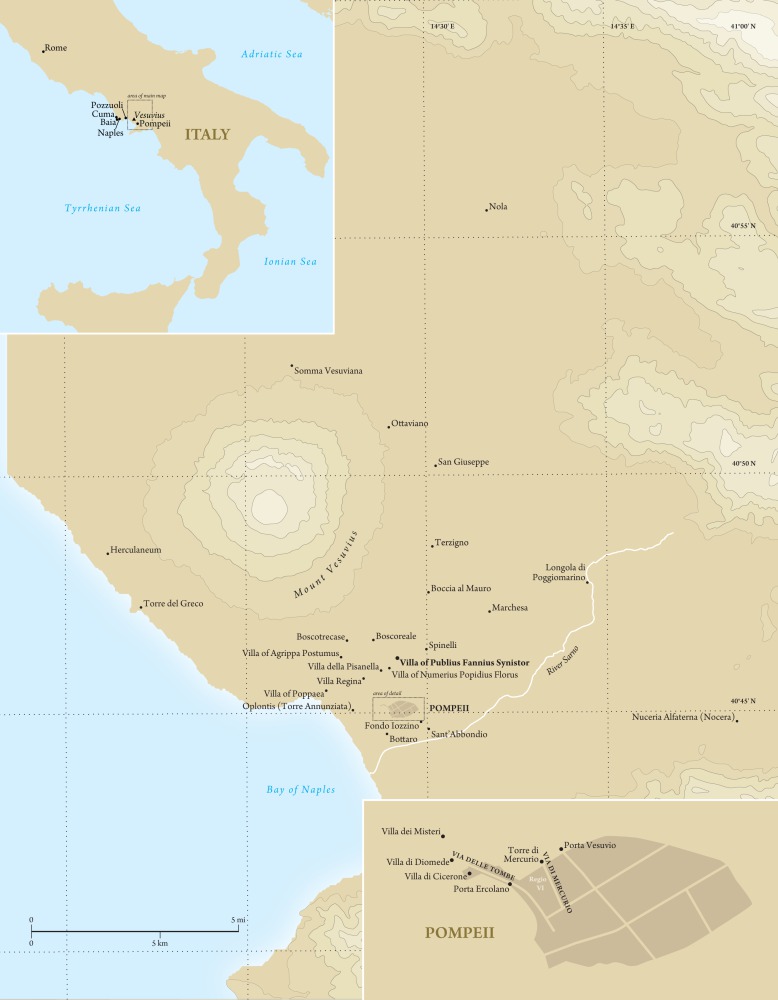 14°30' E
14°35' E
41°00' N
Rome
Adriatic Sea
area of main map
Pozzuoli
Cuma
Vesuvius
Baia
Pompeii
Naples
ITALY
Tyrrhenian Sea
Ionian Sea
Nola
40°55' N
Somma Vesuviana
Ottaviano
San Giuseppe
40°50' N
Mount Vesuvius
Herculaneum
Terzigno
Longola di
Poggiomarino
Boccia al Mauro
Torre del Greco
Marchesa
Boscotrecase
Boscoreale
Spinelli
Villa of Agrippa Postumus
Villa of Publius Fannius Synistor
Villa della Pisanella
Villa of Numerius Popidius Florus
River Sarno
Villa Regina
Villa of Poppaea
area of detail
40°45' N
Oplontis (Torre Annunziata)
POMPEII
Nuceria Alfaterna (Nocera)
Fondo Iozzino
Sant'Abbondio
Bottaro
Bay of Naples
Villa dei Misteri
Porta Vesuvio
Torre di
Mercurio
VIA DELLE TOMBE
VIA DI MERCURIO
Villa di Diomede
Villa di Cicerone
Regio
VI
Porta Ercolano
POMPEII
0
5 mi
0
5 km